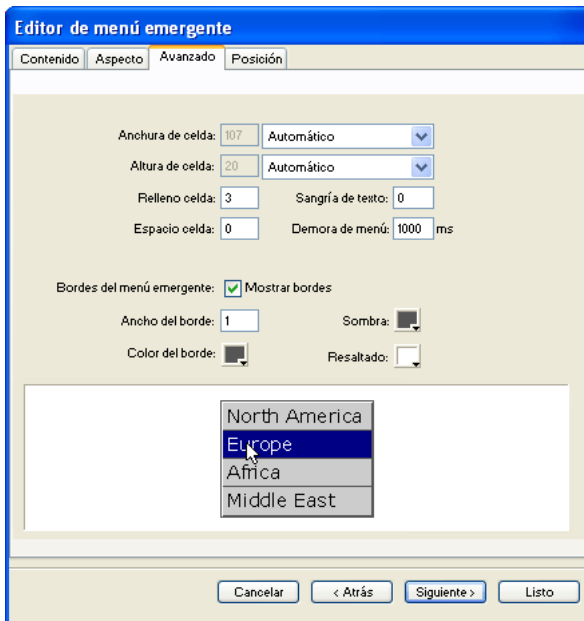 Editor de menú emergente
Contenido Aspecto Avanzado Posición
Anchura de celda: 107 Automático
Altura de celda: 20 Automático
Relleno celda: 3 Sangría de texto: 0
Espacio celda: 0 Demora de menú: 1000 ms
Bordes del menú emergente: Mostrar bordes
Ancho del borde: 1 Sombra:
Color del borde: Resaltado:
North America
Europe
Africa
Middle East
Cancelar < Atrás Siguiente > Listo